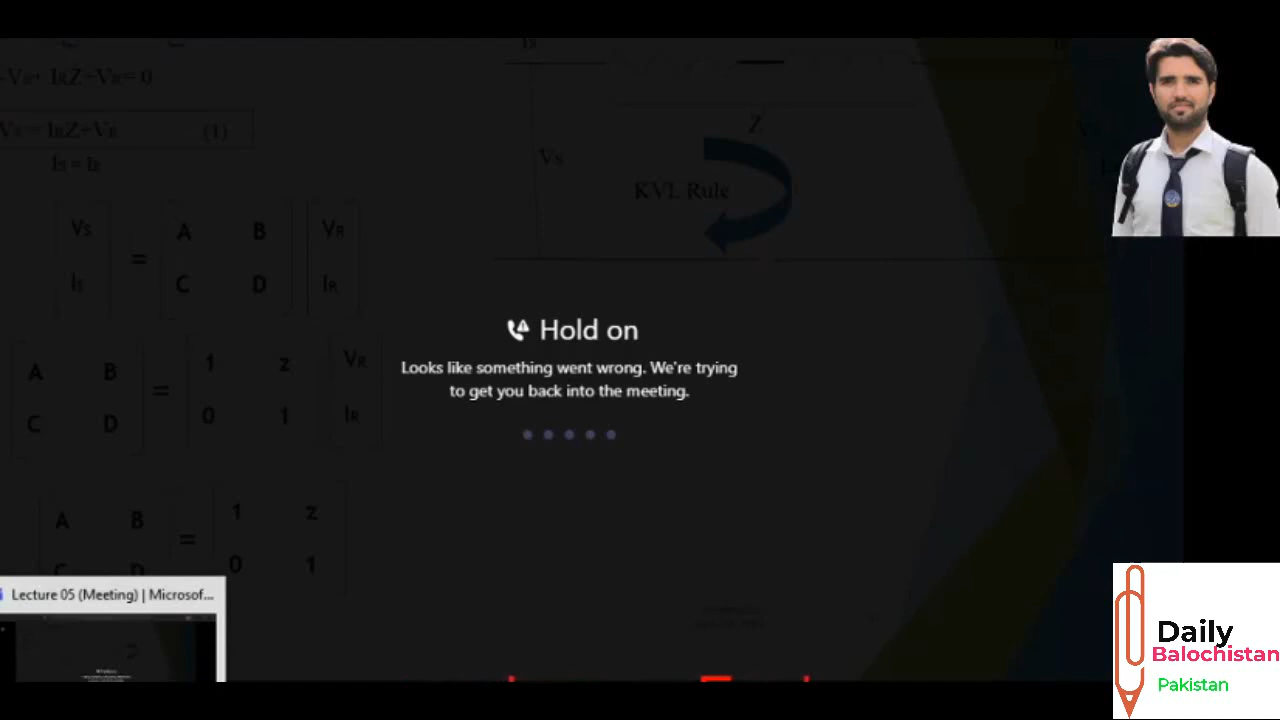 -VR+ IRZ+VR= 0
VR = IRZ+VR (1)
IS = IR
VS = A B VR
IS C D IR
A B = 1 z VR
C D 0 1 IR
A B = 1 z
C D 0 1
Vs
Z
KVL Rule
Hold on
Looks like something went wrong. We're trying
to get you back into the meeting.
Lecture 05 (Meeting) | Microsof...
Daily
Balochistan
Pakistan